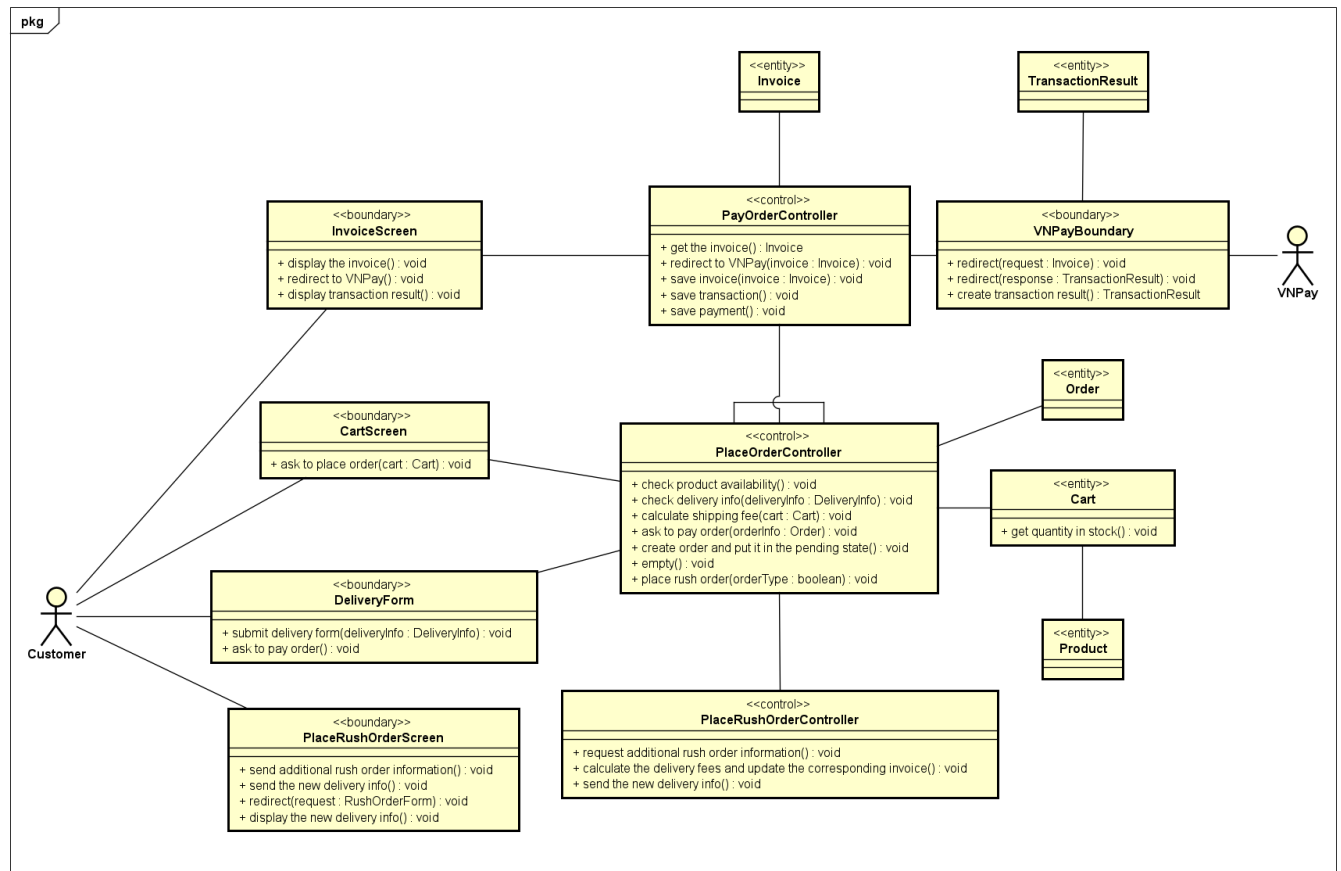 pkg
<<entity>>
Invoice
<<entity>>
TransactionResult
<<boundary>>
InvoiceScreen
+ display the invoice() : void
+ redirect to VNPay() : void
+ display transaction result() : void
<<control>>
PayOrderController
+ get the invoice() : Invoice
+ redirect to VNPay(invoice : Invoice) : void
+ save invoice(invoice : Invoice) : void
+ save transaction() : void
+ save payment() : void
<<boundary>>
VNPayBoundary
+ redirect(request : Invoice) : void
+ redirect(response : TransactionResult) : void
+ create transaction result() : TransactionResult
VNPay
<<entity>>
Order
<<boundary>>
CartScreen
+ ask to place order(cart : Cart) : void
<<control>>
PlaceOrderController
+ check product availability() : void
+ check delivery info(deliveryInfo : DeliveryInfo) : void
+ calculate shipping fee(cart : Cart) : void
+ ask to pay order(orderInfo : Order) : void
+ create order and put it in the pending state() : void
+ empty() : void
+ place rush order(orderType : boolean) : void
<<entity>>
Cart
+ get quantity in stock() : void
<<boundary>>
DeliveryForm
+ submit delivery form(deliveryInfo : DeliveryInfo) : void
+ ask to pay order() : void
Customer
<<entity>>
Product
<<boundary>>
PlaceRushOrderScreen
+ send additional rush order information() : void
+ send the new delivery info() : void
+ redirect(request : RushOrderForm) : void
+ display the new delivery info() : void
<<control>>
PlaceRushOrderController
+ request additional rush order information() : void
+ calculate the delivery fees and update the corresponding invoice() : void
+ send the new delivery info() : void